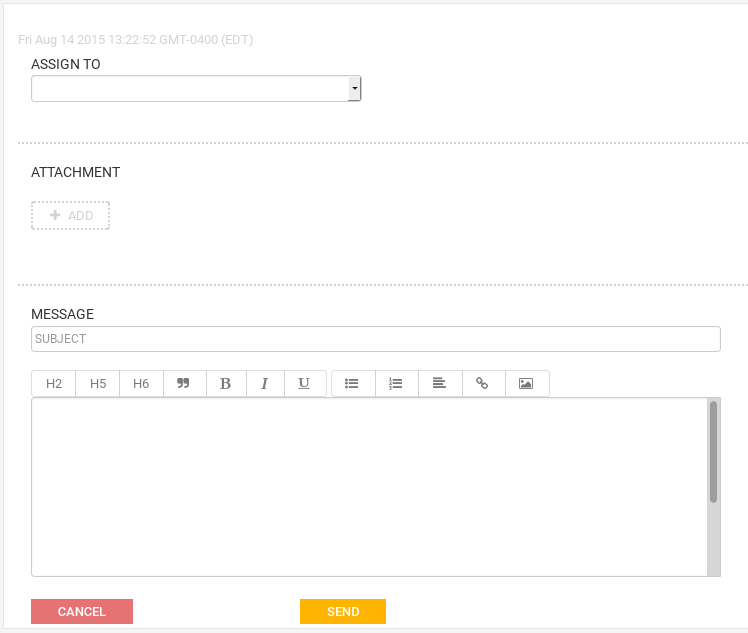 Fri Aug 14 2015 13:22:52 GMT-0400 (EDT)
ASSIGN TO
ATTACHMENT
ADD
MESSAGE
SUBJECT
H2 H5 H6 B I U
CANCEL SEND